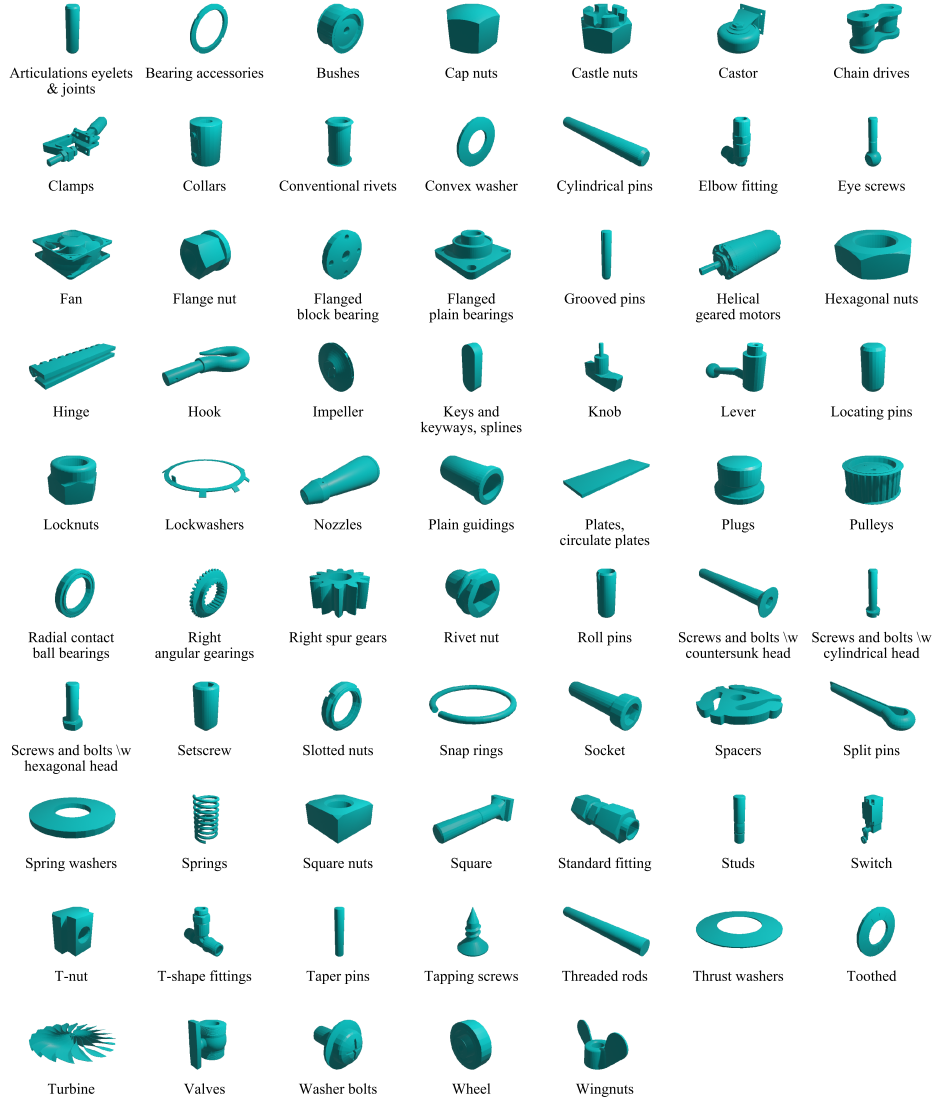 Articulations eyelets
& joints
Bearing accessories
Bushes
Cap nuts
Castle nuts
Castor
Chain drives
Clamps
Collars
Conventional rivets
Convex washer
Cylindrical pins
Elbow fitting
Eye screws
Fan
Flange nut
Flanged
block bearing
Flanged
plain bearings
Grooved pins
Helical
geared motors
Hexagonal nuts
Hinge
Hook
Impeller
Keys and
keyways, splines
Knob
Lever
Locating pins
Locknuts
Lockwashers
Nozzles
Plain guidings
Plates,
circulate plates
Plugs
Pulleys
Radial contact
ball bearings
Right
angular gearings
Right spur gears
Rivet nut
Roll pins
Screws and bolts \w
countersunk head
Screws and bolts \w
cylindrical head
Screws and bolts \w
hexagonal head
Setscrew
Slotted nuts
Snap rings
Socket
Spacers
Split pins
Spring washers
Springs
Square nuts
Square
Standard fitting
Studs
Switch
T-nut
T-shape fittings
Taper pins
Tapping screws
Threaded rods
Thrust washers
Toothed
Turbine
Valves
Washer bolts
Wheel
Wingnuts